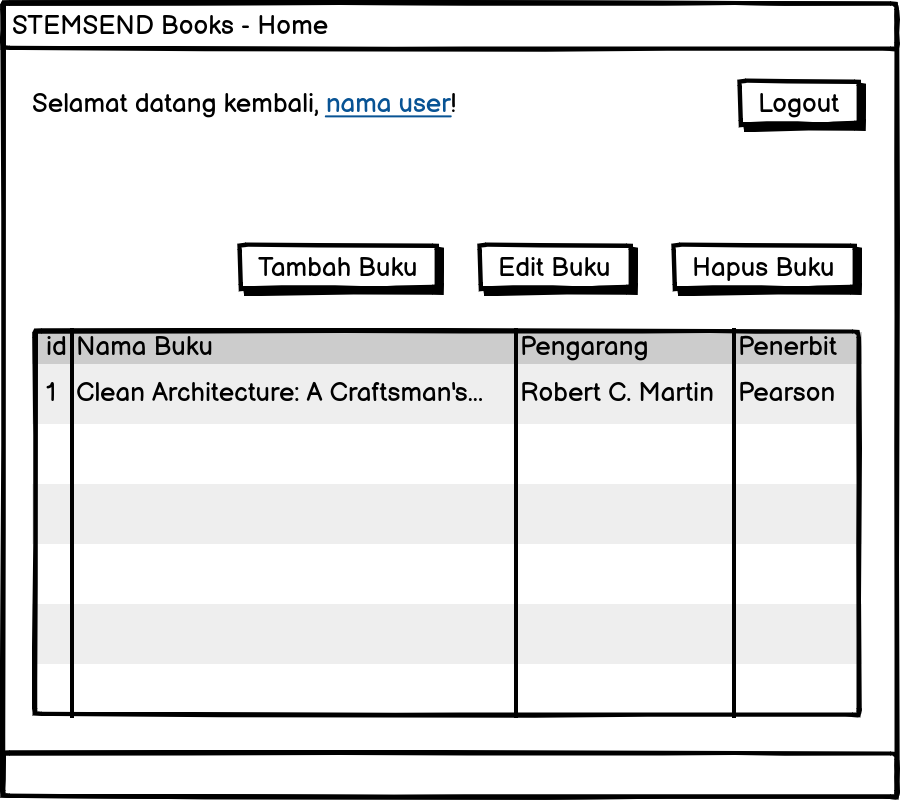 STEMSEND Books - Home
Selamat datang kembali, nama user!
Logout
Tambah Buku
Edit Buku
Hapus Buku
id Nama Buku Pengarang Penerbit
1 Clean Architecture: A Craftsman's... Robert C. Martin Pearson